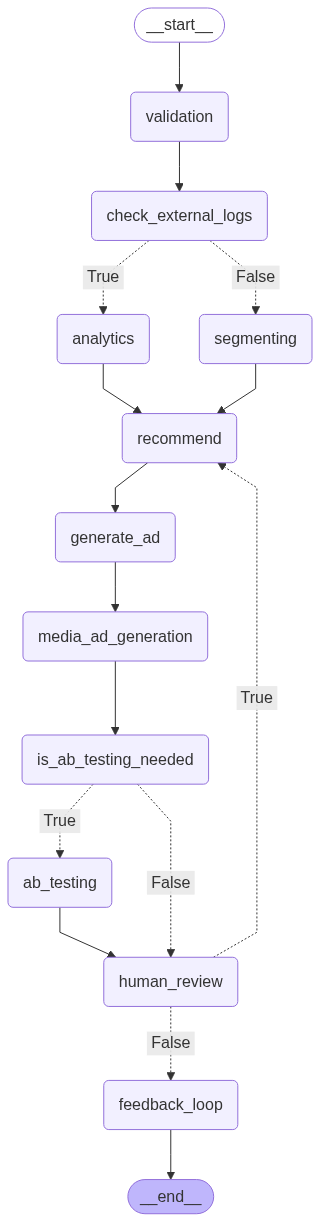 __start__
validation
check_external_logs
True
False
analytics
segmenting
recommend
generate_ad
media_ad_generation
True
is_ab_testing_needed
True
ab_testing
False
human_review
False
feedback_loop
__end__